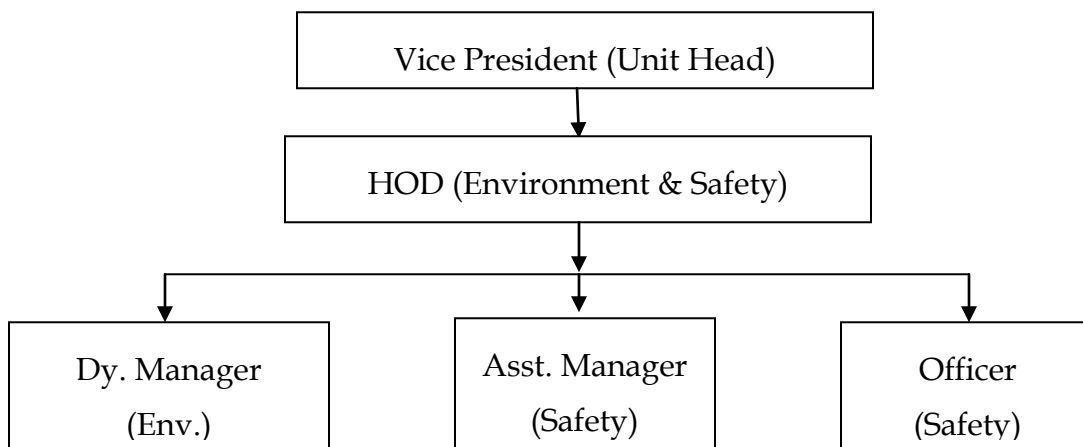 Vice President (Unit Head)
HOD (Environment & Safety)
Dy. Manager
(Env.)
Asst. Manager
(Safety)
Officer
(Safety)